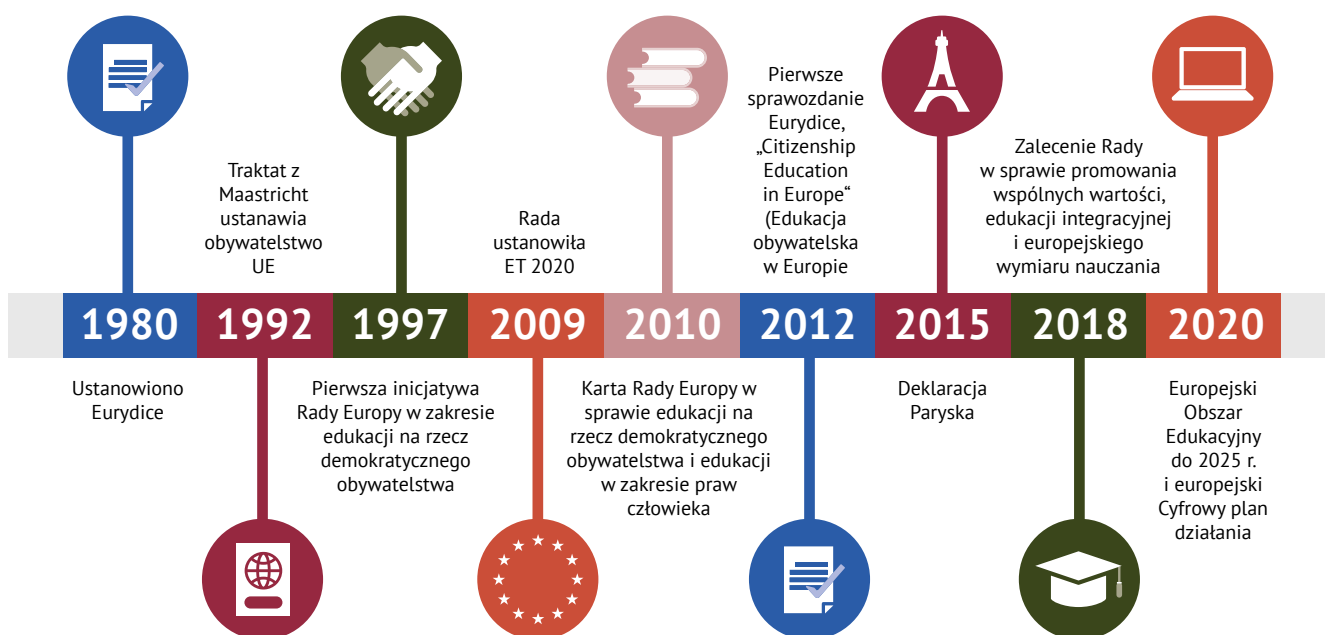 Traktat z
Maastricht
ustanawia
obywatelstwo
UE
Rada
ustanowiła
ET 2020
Pierwsze
sprawozdanie
Eurydice,
„Citizenship
Education
in Europe“
(Edukacja
obywatelska
w Europie
Zalecenie Rady
w sprawie promowania
wspólnych wartości,
edukacji integracyjnej
i europejskiego
wymiaru nauczania
1980 1992 1997 2009 2010 2012 2015 2018 2020
Ustanowiono
Eurydice
Pierwsza inicjatywa
Rady Europy w zakresie
edukacji na rzecz
demokratycznego
obywatelstwa
Karta Rady Europy w
sprawie edukacji na
rzecz demokratycznego
obywatelstwa i edukacji
w zakresie praw
człowieka
Deklaracja
Paryska
Europejski
Obszar
Edukacyjny
do 2025 r.
i europejski
Cyfrowy plan
działania